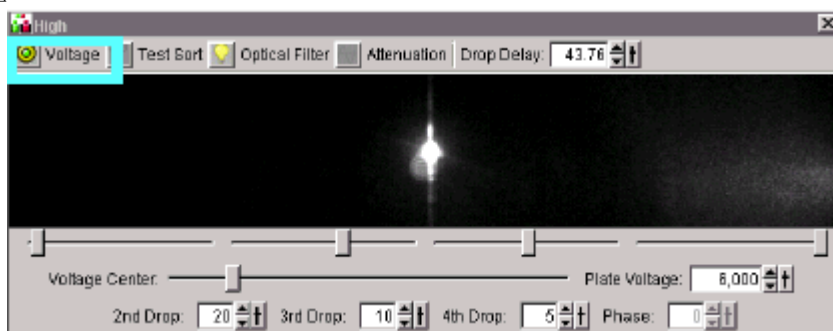 High
Voltage Test Sort Optical Filter Attenuation Drop Delay: 43.76
Voltage Center: Plate Voltage: 6,000
2nd Drop: 20 3rd Drop: 10 4th Drop: 5 Phase: 0